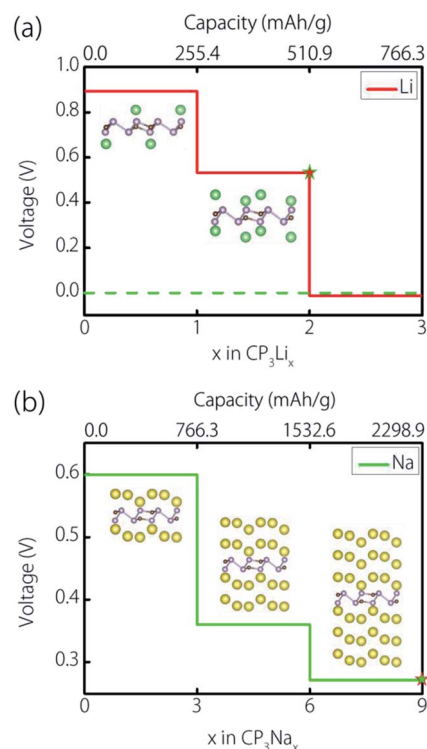 (a)
Capacity (mAh/g)
0.0 255.4 510.9 766.3
Li
Voltage (V)
1.0
0.8
0.6
0.4
0.2
0.0
0 1 2 3
x in CP₃Liₓ
(b)
Capacity (mAh/g)
0.0 766.3 1532.6 2298.9
Na
Voltage (V)
0.6
0.5
0.4
0.3
0 3 6 9
x in CP₃Naₓ